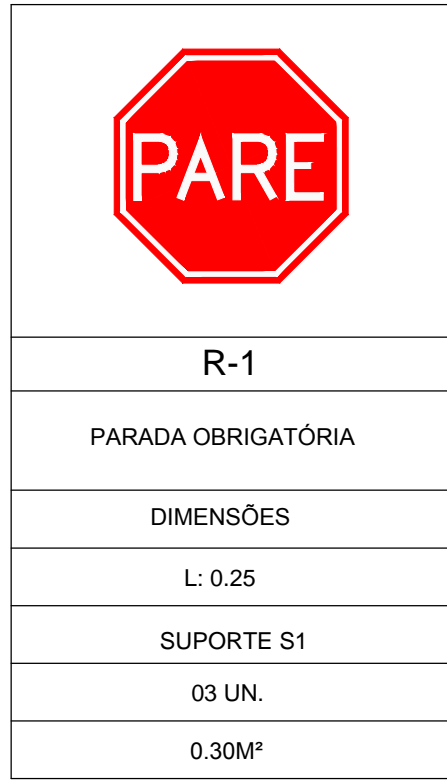 PARE
R-1
PARADA OBRIGATÓRIA
DIMENSÕES
L: 0.25
SUPORTE S1
03 UN.
0.30M²